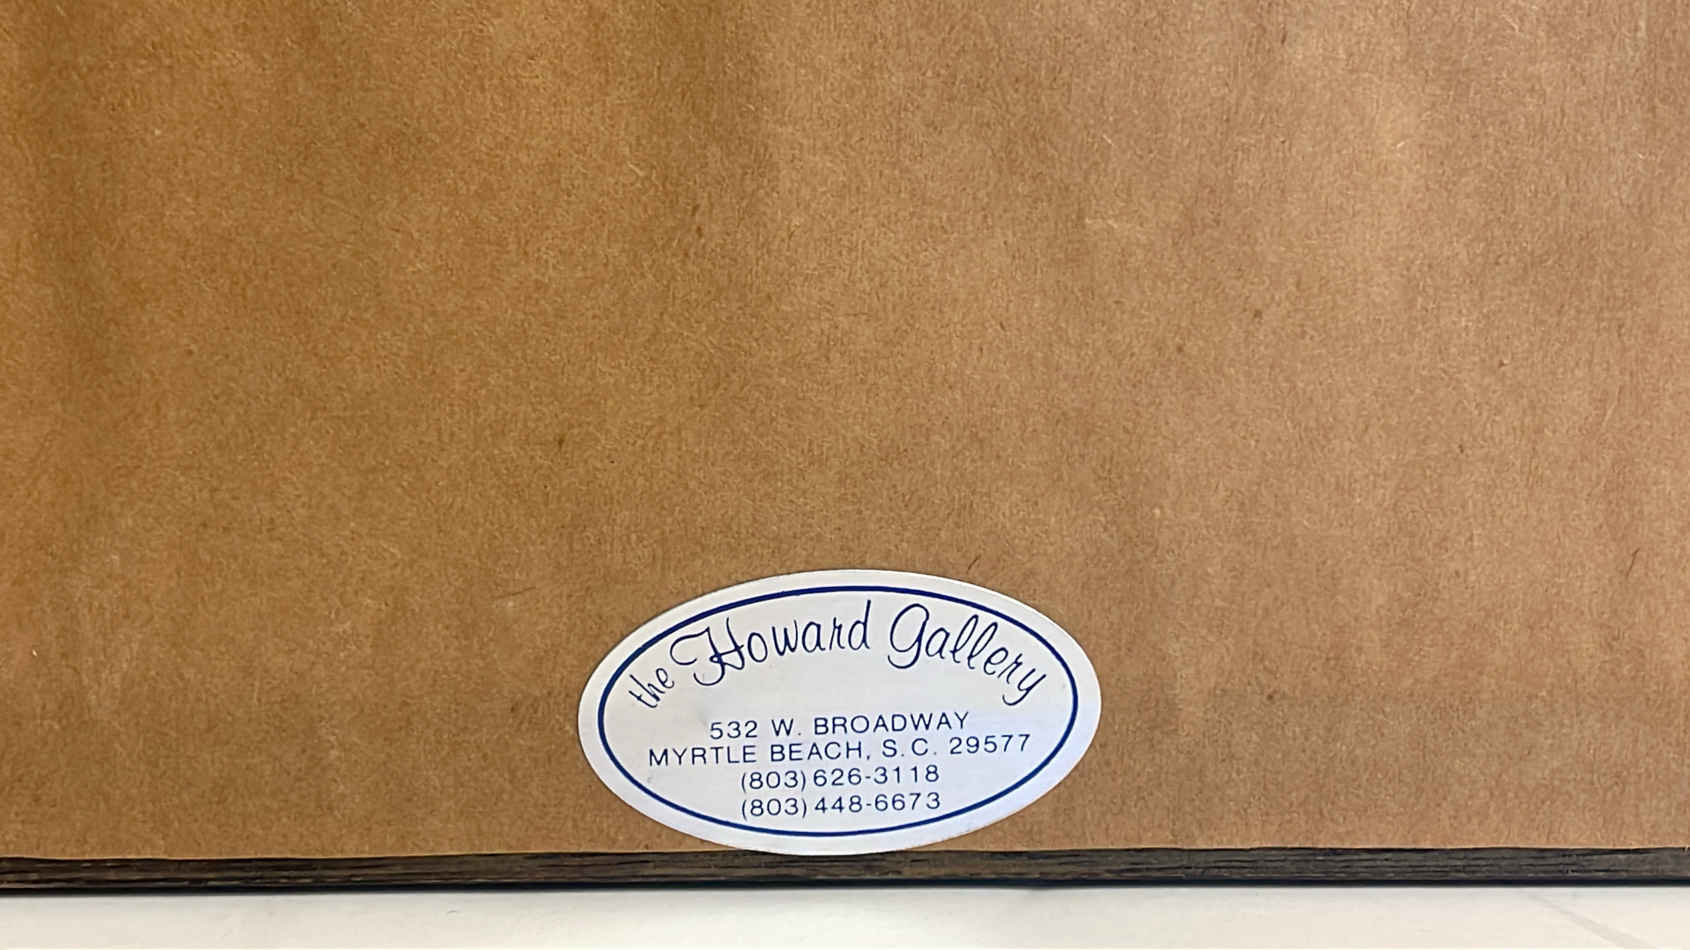 the Howard Gallery
532 W. BROADWAY
MYRTLE BEACH, S.C. 29577
(803) 626-3118
(803) 448-6673